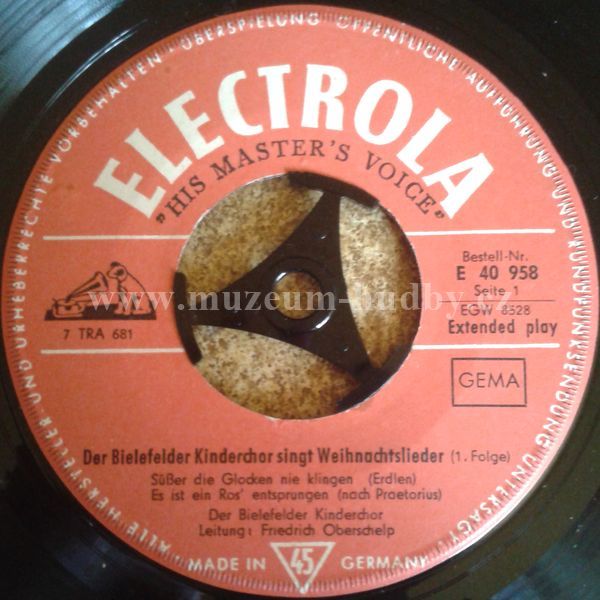 ALLE HERSTELLER- UND URHEBERRECHTE VORBEHALTEN · ÜBERSPIELUNG · ÖFFENTLICHE AUFFÜHRUNG UND RUNDFUNKSENDUNG UNTERSAGT
ELECTROLA
„HIS MASTER'S VOICE"
Bestell-Nr.
E 40 958
Seite 1
EGW 8528
Extended play
7 TRA 681
GEMA
www.muzeum-hudby.cz
Der Bielefelder Kinderchor singt Weihnachtslieder (1. Folge)
Süßer die Glocken nie klingen (Erdlen)
Es ist ein Ros' entsprungen (nach Praetorius)
Der Bielefelder Kinderchor
Leitung: Friedrich Oberschelp
MADE IN 45 GERMANY